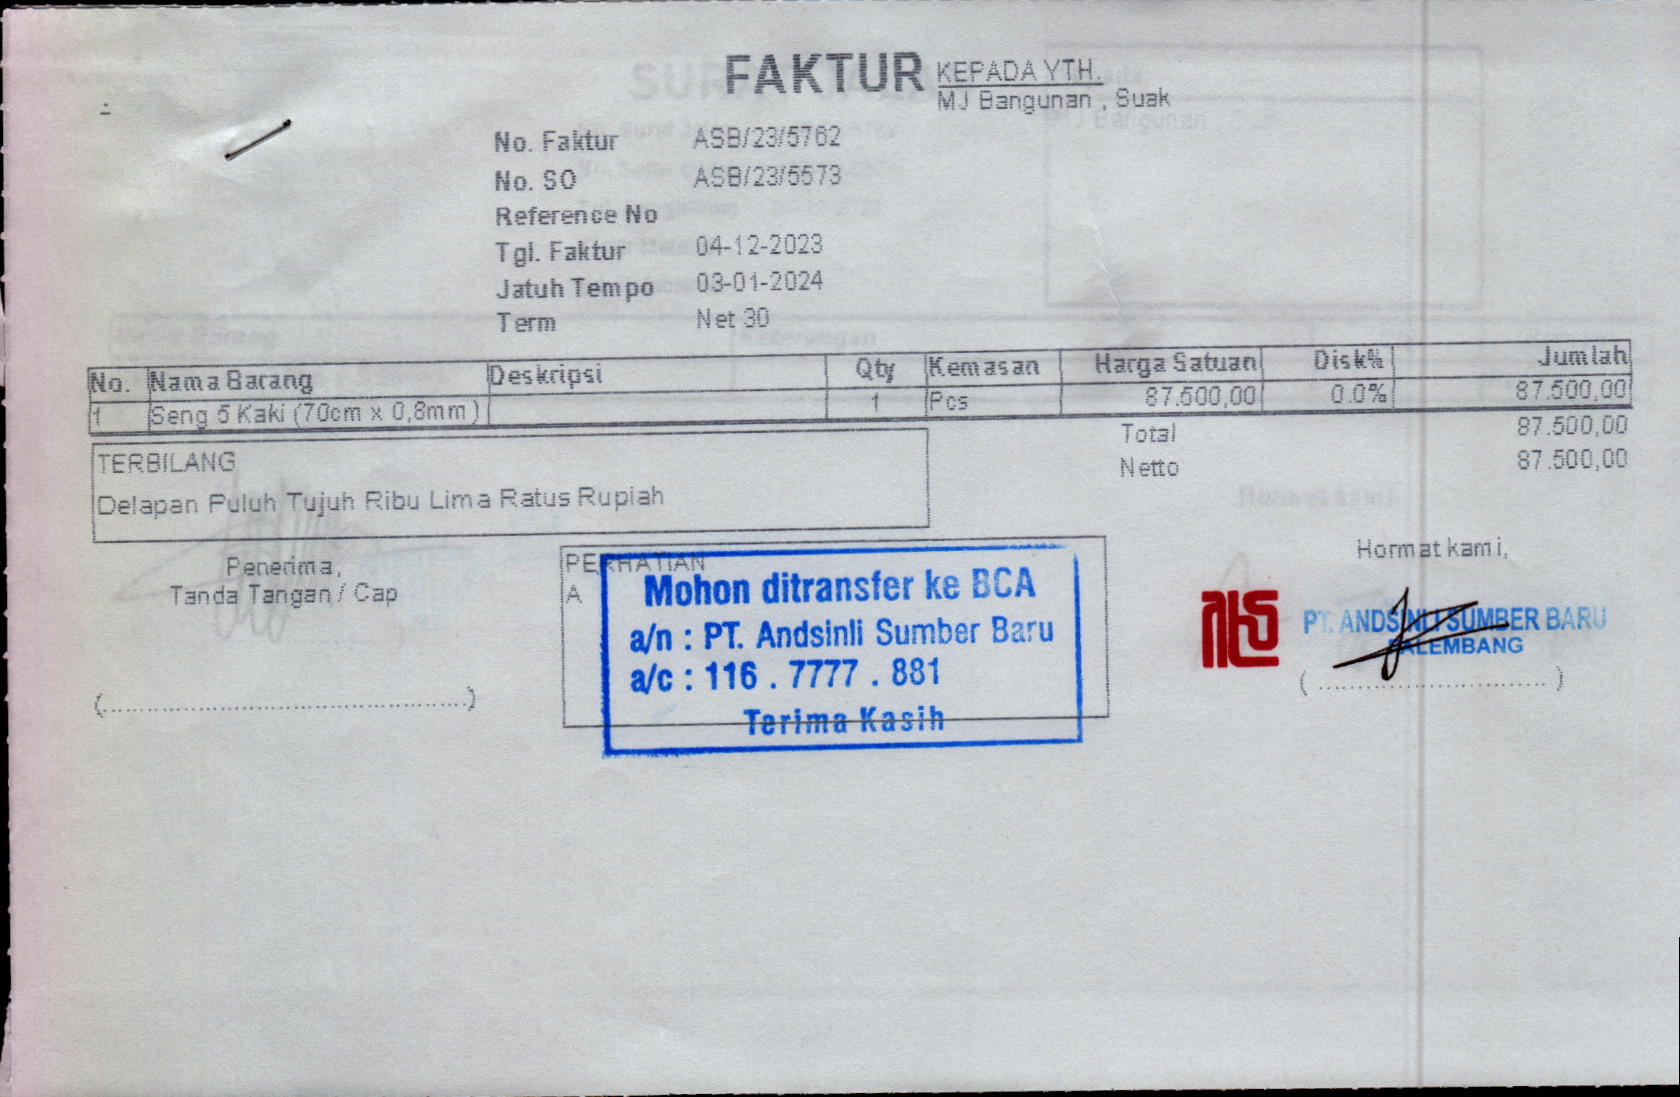 FAKTUR
KEPADA YTH.
MJ Bangunan , Suak
No. Faktur ASB/23/5762
No. SO ASB/23/5573
Reference No
Tgl. Faktur 04-12-2023
Jatuh Tempo 03-01-2024
Term Net 30
No. Nama Barang Deskripsi Qty Kemasan Harga Satuan Disk% Jumlah
1 Seng 5 Kaki (70cm x 0,8mm) 1 Pcs 87.500,00 0.0% 87.500,00
Total 87.500,00
Netto 87.500,00
TERBILANG
Delapan Puluh Tujuh Ribu Lima Ratus Rupiah
Penerima,
Tanda Tangan / Cap
(..................................................)
PERHATIAN
A
Mohon ditransfer ke BCA
a/n : PT. Andsinli Sumber Baru
a/c : 116 . 7777 . 881
Terima Kasih
Hormat kami,
PT. ANDSINLI SUMBER BARU
PALEMBANG
(..............................)